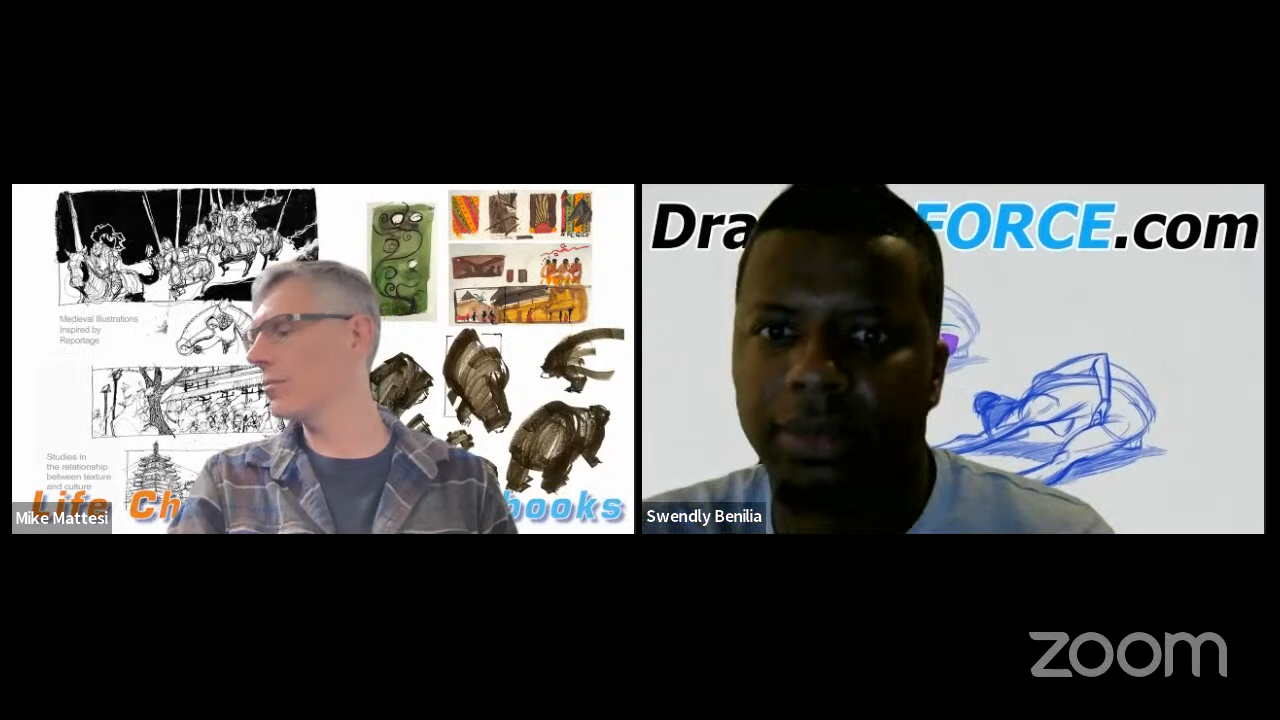 Medieval Illustrations
Inspired by
Reportage
Studies in
the relationship
between texture
and culture
Life Ch
books
Mike Mattesi
Dra
FORCE.com
Swendly Benilia
zoom